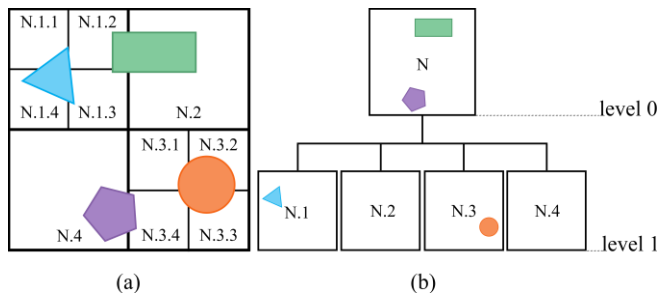 N.1.1 N.1.2
N.1.4 N.1.3
N.2
N.3.1 N.3.2
N.4
N.3.4 N.3.3
(a)
N
level 0
N.1 N.2 N.3 N.4
level 1
(b)